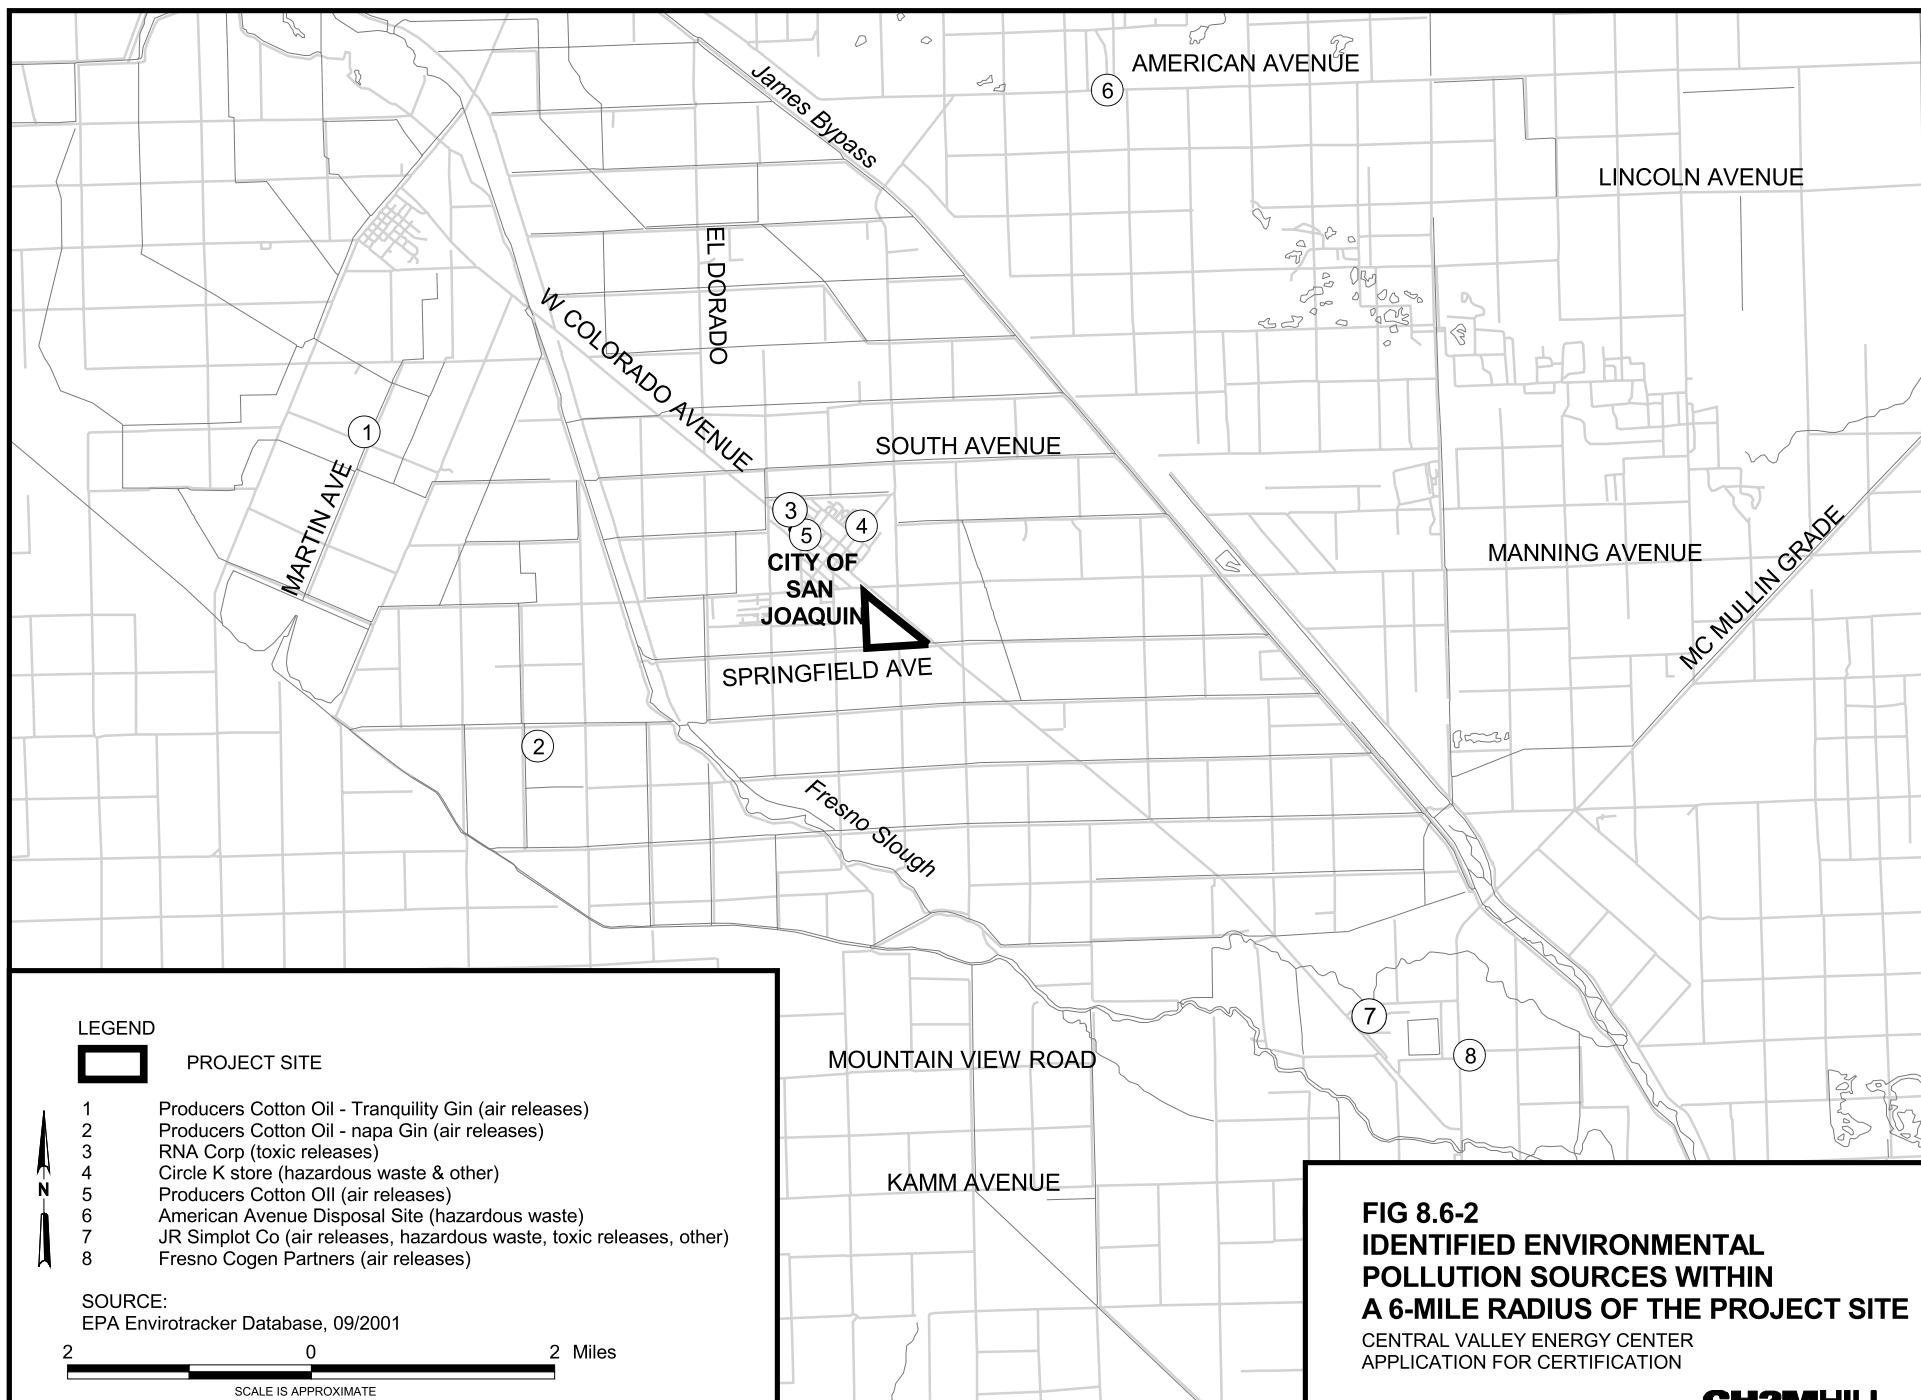 AMERICAN AVENUE
6
James Bypass
LINCOLN AVENUE
EL DORADO
W COLORADO AVENUE
1
SOUTH AVENUE
MARTIN AVE
3
4
5
CITY OF
SAN
JOAQUIN
MANNING AVENUE
MC MULLIN GRADE
SPRINGFIELD AVE
2
Fresno Slough
7
8
MOUNTAIN VIEW ROAD
KAMM AVENUE
LEGEND
PROJECT SITE
1 Producers Cotton Oil - Tranquility Gin (air releases)
2 Producers Cotton Oil - napa Gin (air releases)
3 RNA Corp (toxic releases)
4 Circle K store (hazardous waste & other)
5 Producers Cotton OIl (air releases)
6 American Avenue Disposal Site (hazardous waste)
7 JR Simplot Co (air releases, hazardous waste, toxic releases, other)
8 Fresno Cogen Partners (air releases)
N
SOURCE:
EPA Envirotracker Database, 09/2001
2 0 2 Miles
SCALE IS APPROXIMATE
FIG 8.6-2
IDENTIFIED ENVIRONMENTAL
POLLUTION SOURCES WITHIN
A 6-MILE RADIUS OF THE PROJECT SITE
CENTRAL VALLEY ENERGY CENTER
APPLICATION FOR CERTIFICATION
CH2MHILL